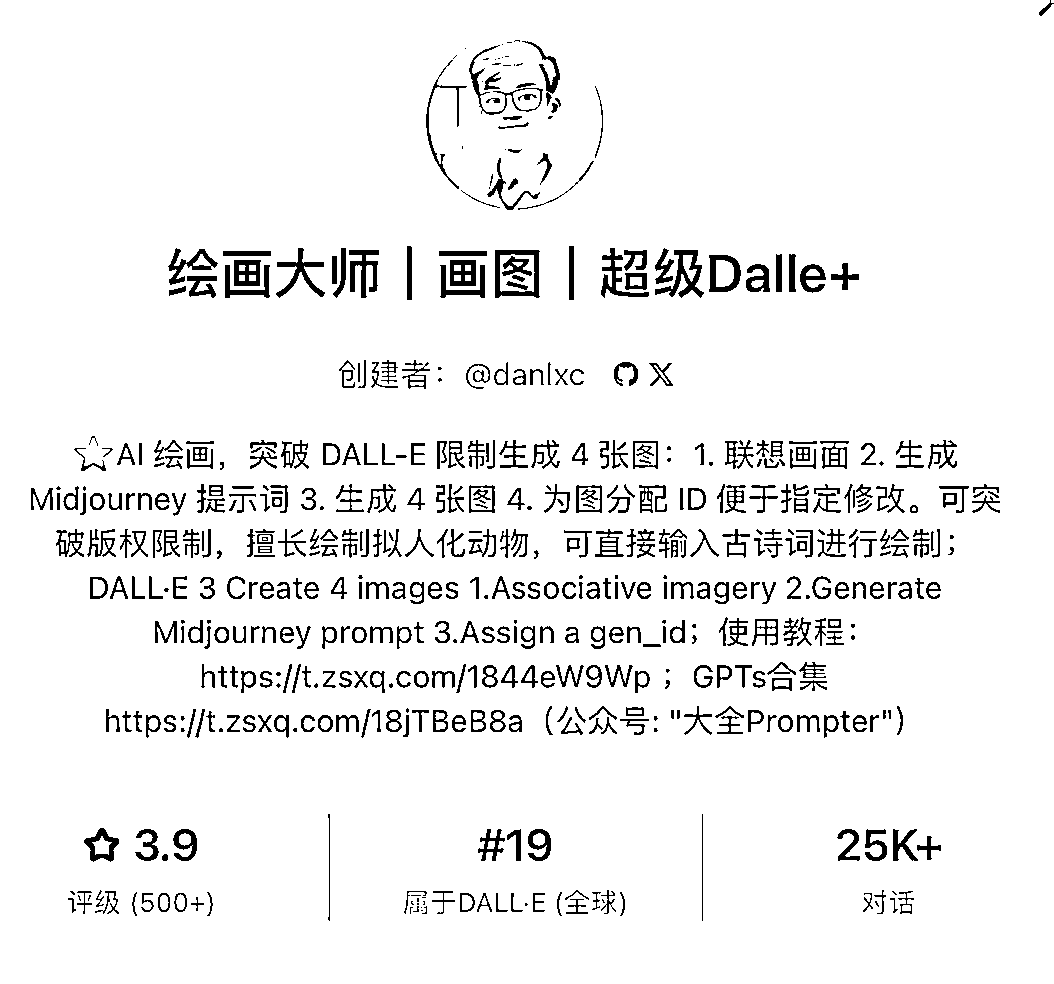 绘画大师｜画图｜超级Dalle+
创建者： @danlxc
☆AI 绘画，突破 DALL-E 限制生成 4 张图：1. 联想画面 2. 生成
Midjourney 提示词 3. 生成 4 张图 4. 为图分配 ID 便于指定修改。可突
破版权限制，擅长绘制拟人化动物，可直接输入古诗词进行绘制；
DALL·E 3 Create 4 images 1.Associative imagery 2.Generate
Midjourney prompt 3.Assign a gen_id；使用教程：
https://t.zsxq.com/1844eW9Wp ；GPTs合集
https://t.zsxq.com/18jTBeB8a（公众号: "大全Prompter"）
☆ 3.9
评级 (500+)
#19
属于DALL·E (全球)
25K+
对话